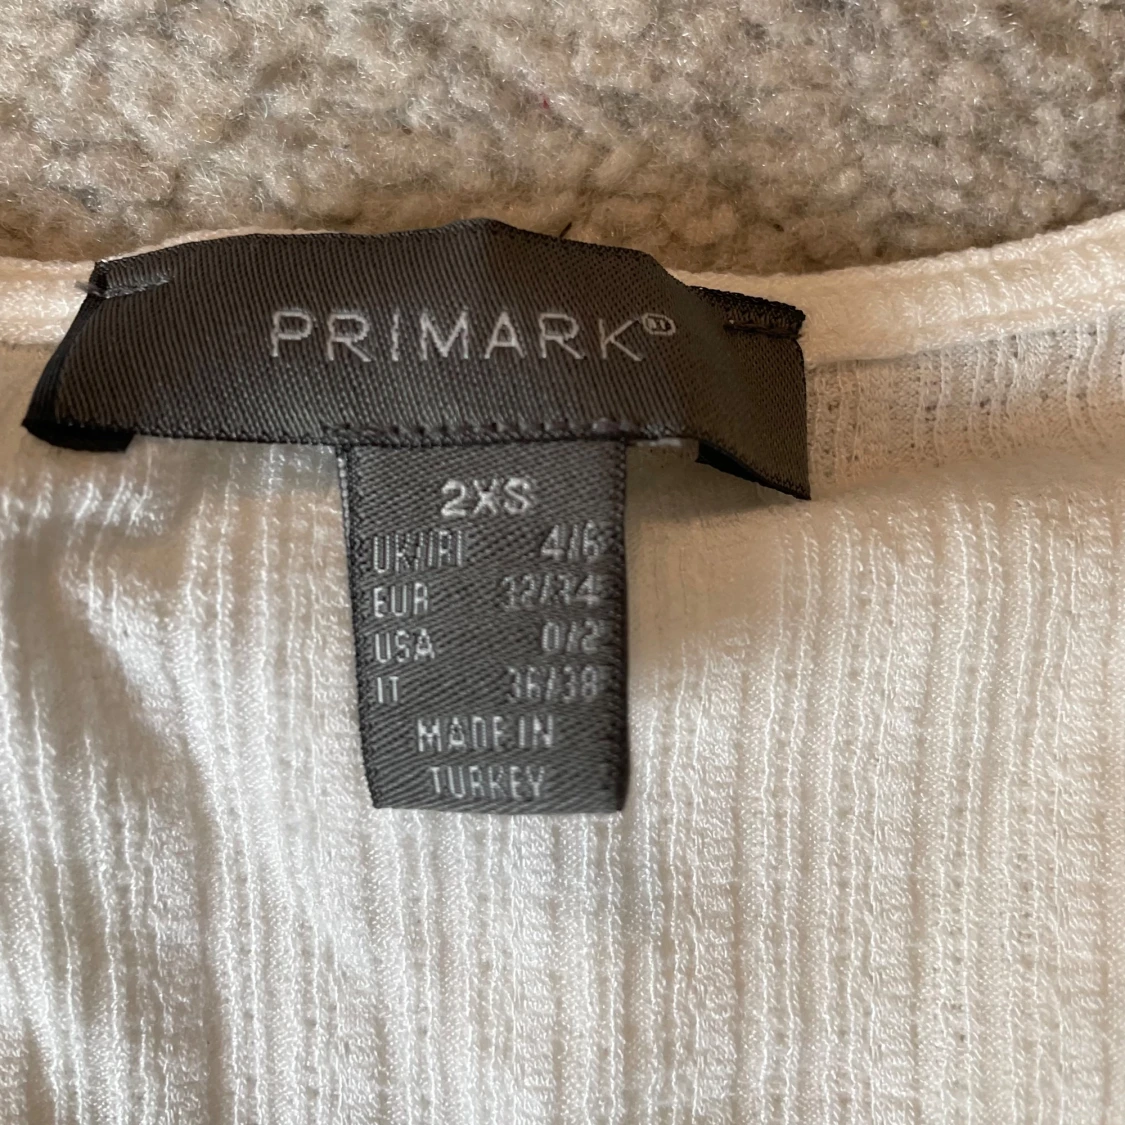 PRIMARK®
2XS
UK/IRL 4/6
EUR 32/34
USA 0/2
IT 36/38
MADE IN
TURKEY